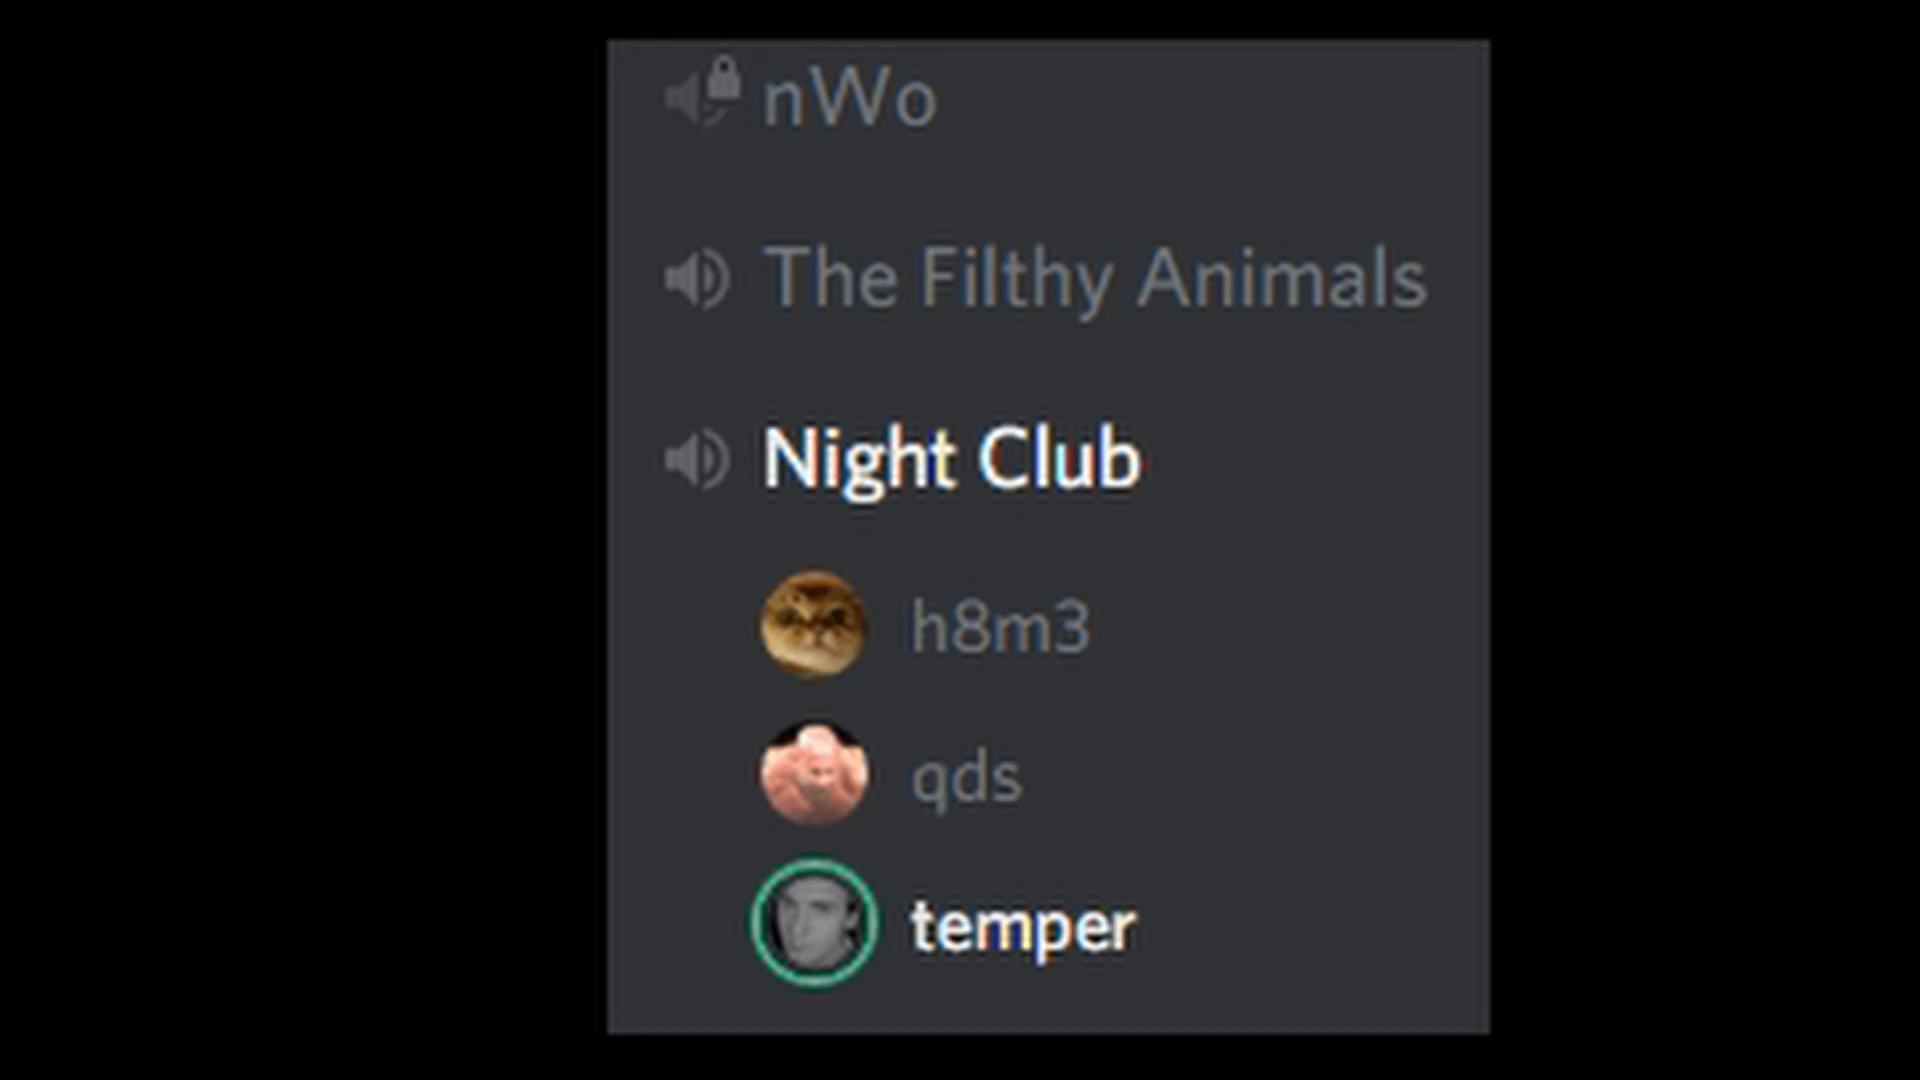 nWo
The Filthy Animals
Night Club
h8m3
qds
temper